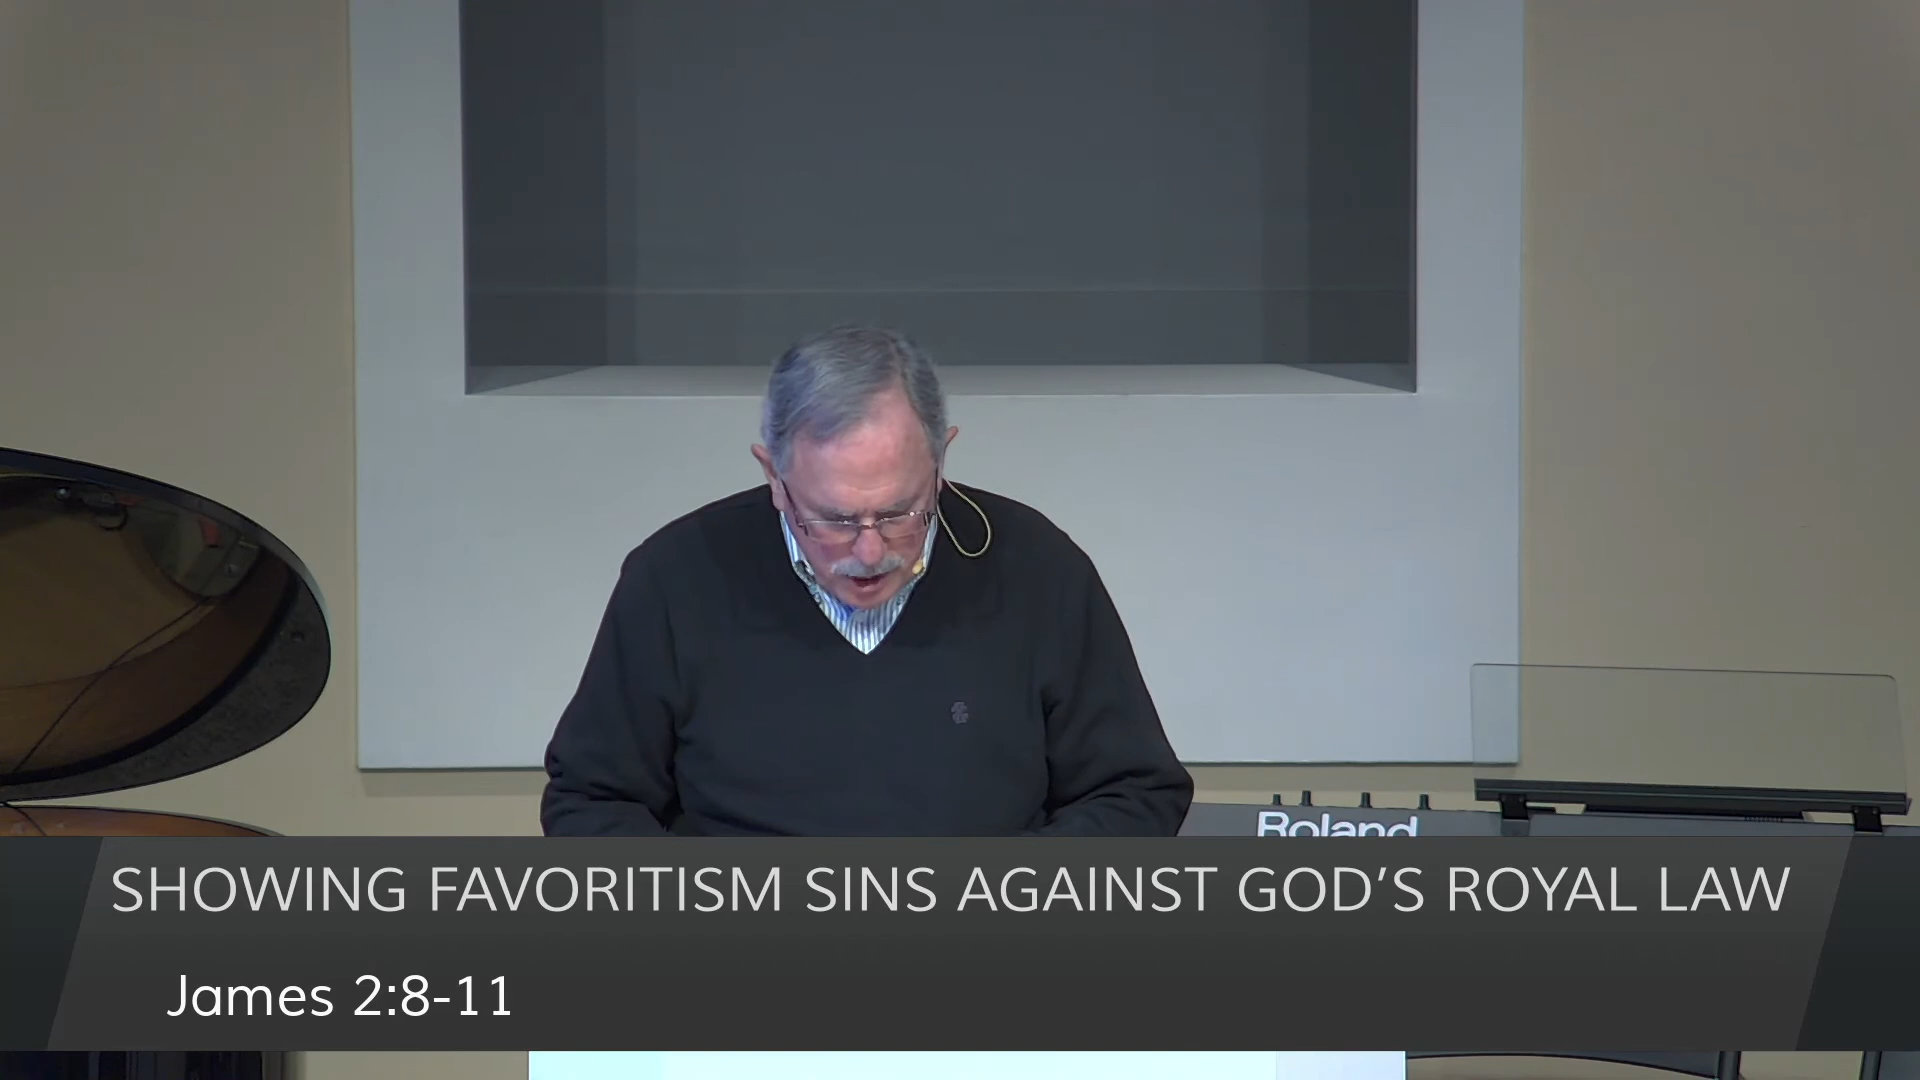 Roland
SHOWING FAVORITISM SINS AGAINST GOD’S ROYAL LAW
James 2:8-11